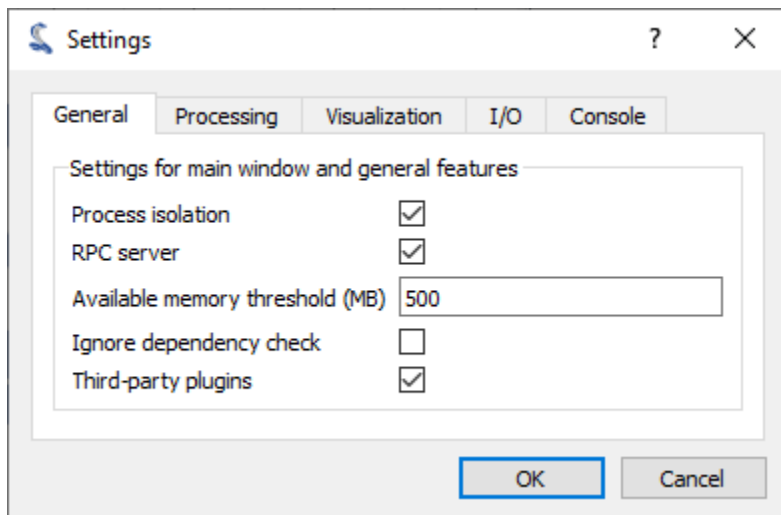 Settings
?
General Processing Visualization I/O Console
Settings for main window and general features
Process isolation
RPC server
Available memory threshold (MB) 500
Ignore dependency check
Third-party plugins
OK Cancel